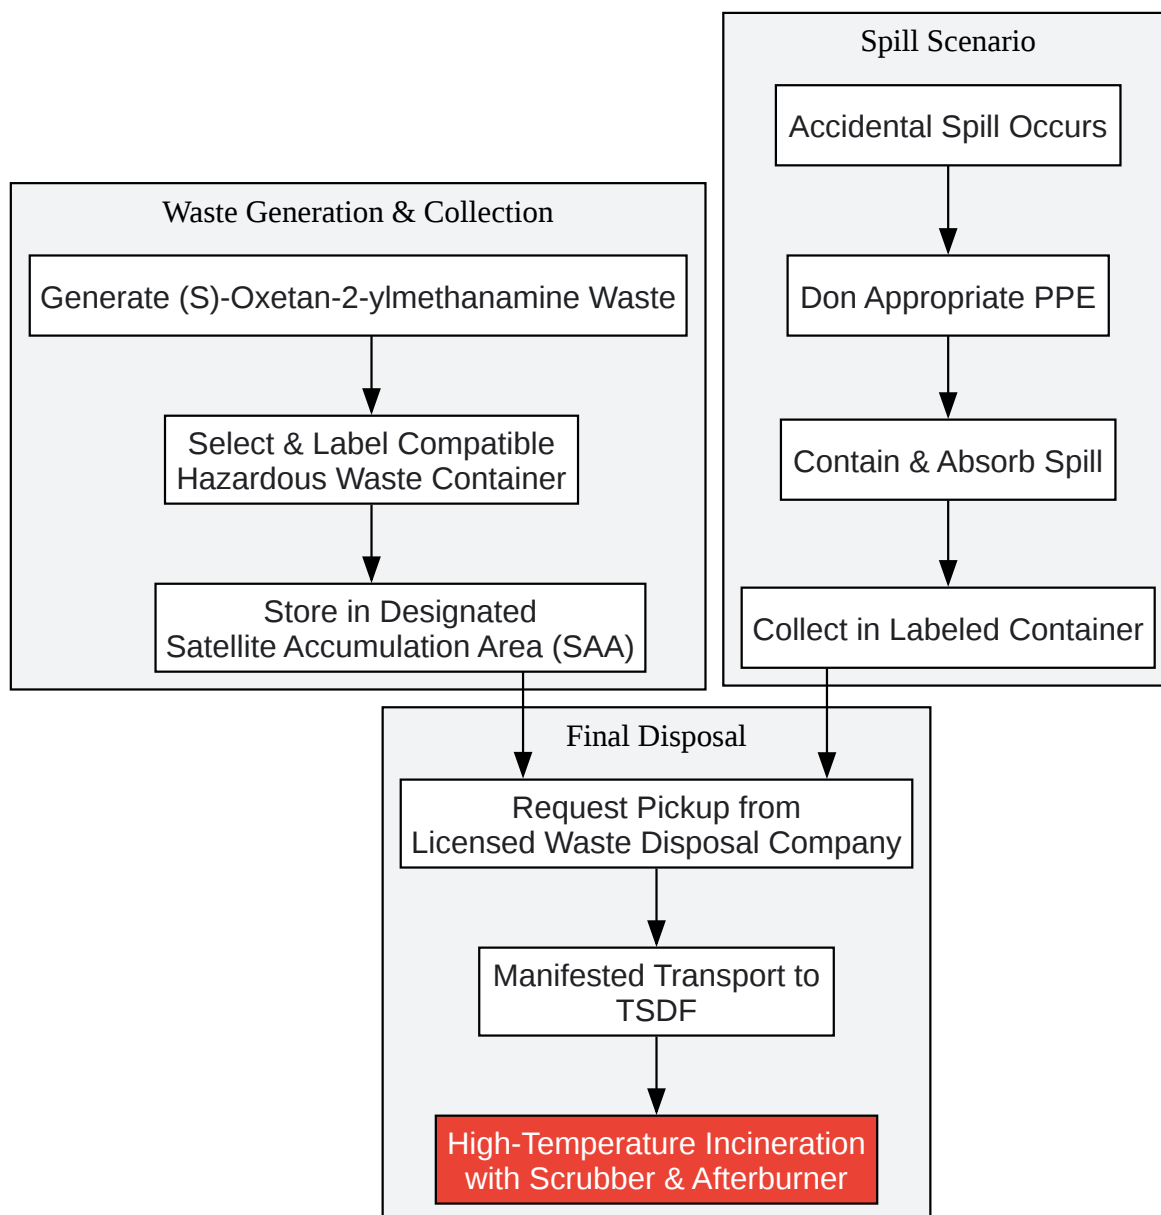 Spill Scenario
Accidental Spill Occurs
Don Appropriate PPE
Contain & Absorb Spill
Collect in Labeled Container
Waste Generation & Collection
Generate (S)-Oxetan-2-ylmethanamine Waste
Select & Label Compatible
Hazardous Waste Container
Store in Designated
Satellite Accumulation Area (SAA)
Final Disposal
Request Pickup from
Licensed Waste Disposal Company
Manifested Transport to
TSDF
High-Temperature Incineration
with Scrubber & Afterburner